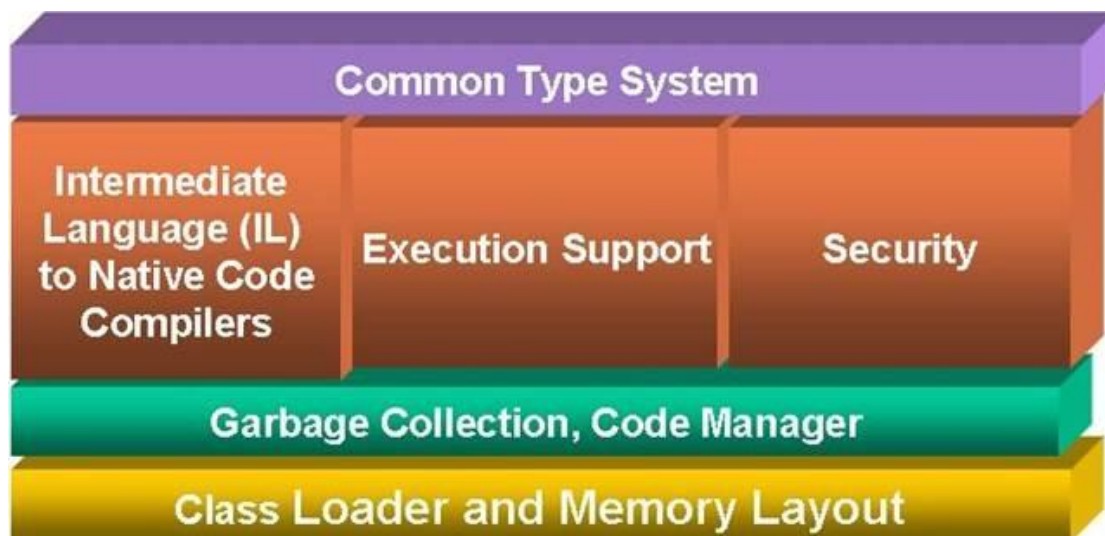 Common Type System
Intermediate
Language (IL)
to Native Code
Compilers
Execution Support
Security
Garbage Collection, Code Manager
Class Loader and Memory Layout